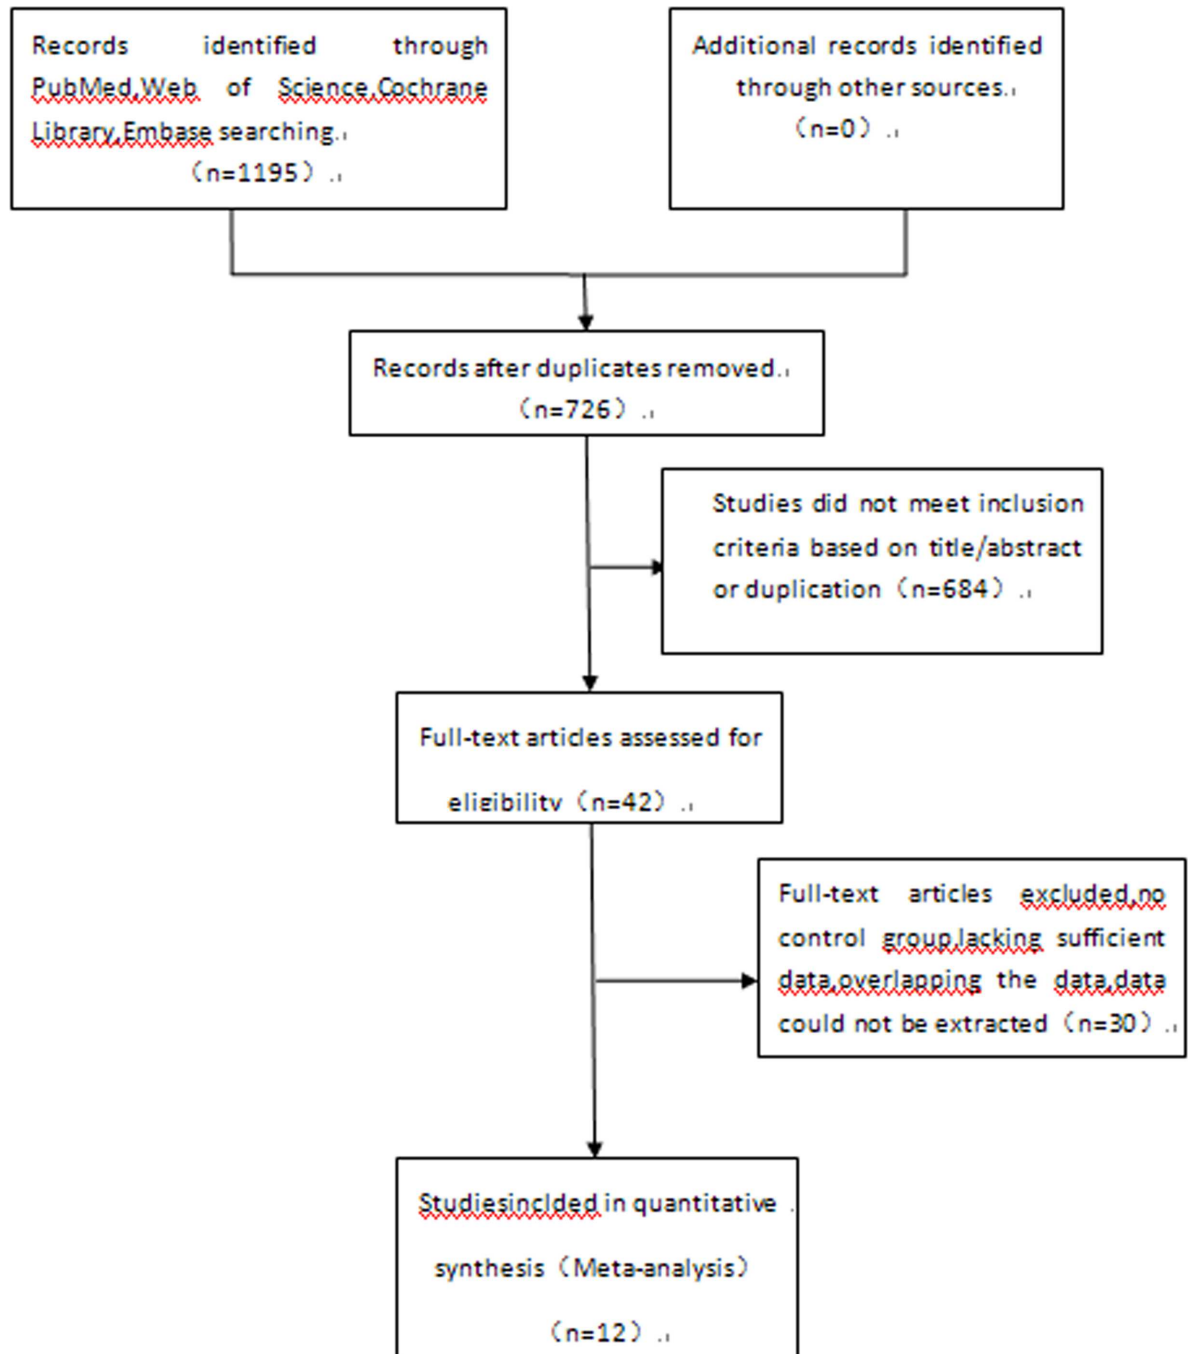 Records identified through
PubMed,Web of Science,Cochrane
Library,Embase searching.
（n=1195）.
Additional records identified
through other sources.
（n=0）.
Records after duplicates removed.
（n=726）.
Studies did not meet inclusion
criteria based on title/abstract
or duplication（n=684）.
Full-text articles assessed for
eligibility（n=42）.
Full-text articles excluded,no
control group,lacking sufficient
data,overlapping the data,data
could not be extracted（n=30）.
Studiesinclded in quantitative
synthesis（Meta-analysis）
（n=12）.